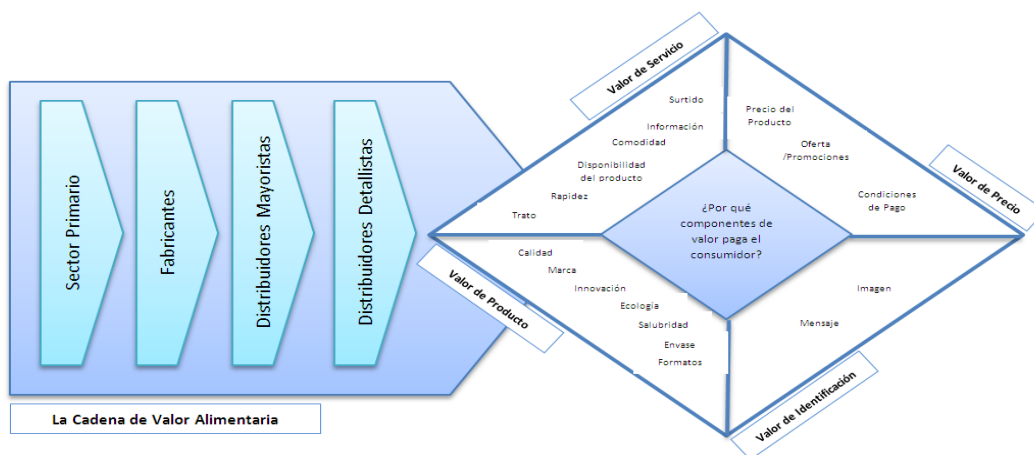 Sector Primario
Fabricantes
Distribuidores Mayoristas
Distribuidores Detallistas
La Cadena de Valor Alimentaria
Valor de Servicio
Surtido
Información
Comodidad
Disponibilidad
del producto
Rapidez
Trato
Valor de Precio
Precio del
Producto
Oferta
/Promociones
Condiciones
de Pago
¿Por qué
componentes de
valor paga el
consumidor?
Valor de Producto
Calidad
Marca
Innovación
Ecología
Salubridad
Envase
Formatos
Valor de Identificación
Imagen
Mensaje